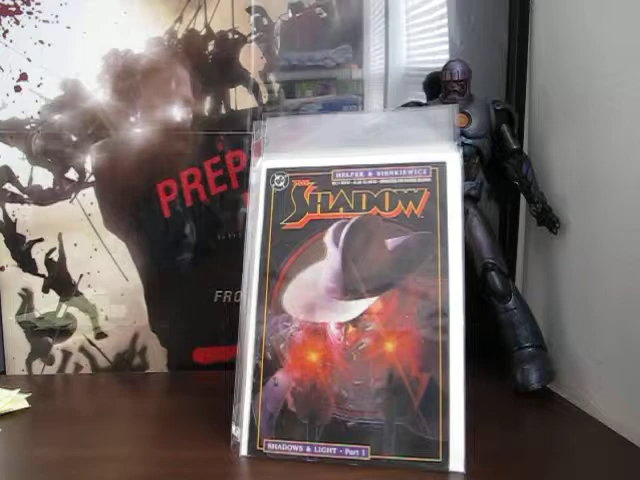 PREP
FRO
DC
HELFER & SIENKIEWICZ
THE
SHADOW
SHADOWS & LIGHT • Part 1